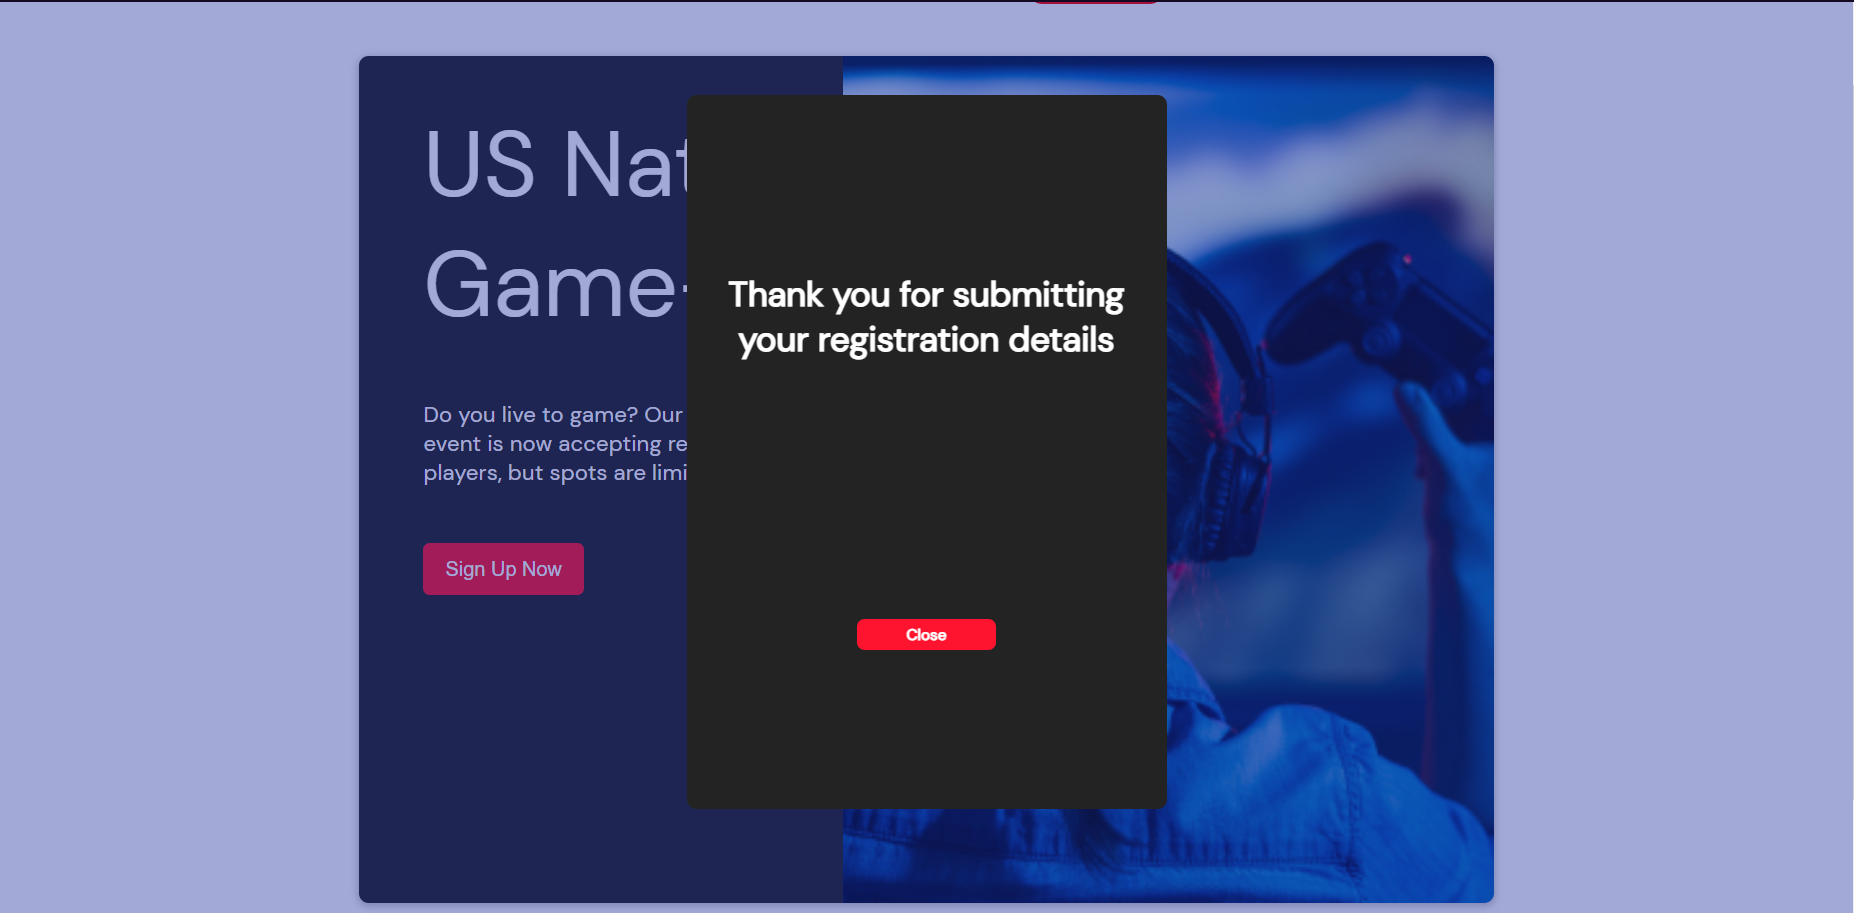 US Nat
Game-
Do you live to game? Our
event is now accepting re
players, but spots are limi
Sign Up Now
Thank you for submitting
your registration details
Close